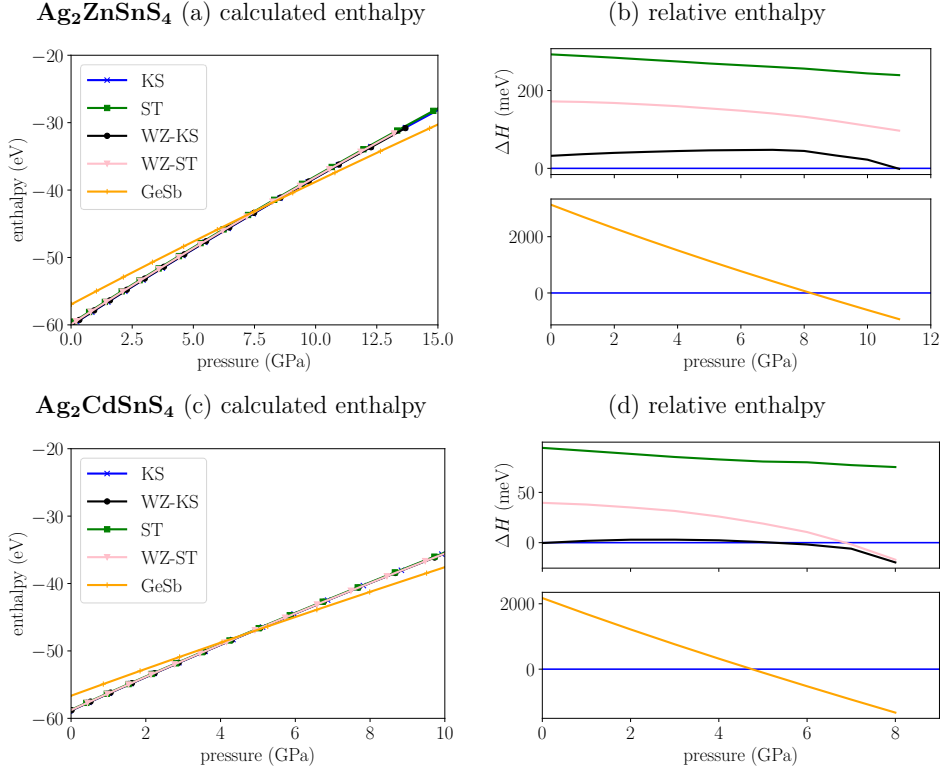 Ag₂ZnSnS₄ (a) calculated enthalpy
(b) relative enthalpy
−20
−30
−40
−50
−60
enthalpy (eV)
KS
ST
WZ-KS
WZ-ST
GeSb
0.0 2.5 5.0 7.5 10.0 12.5 15.0
pressure (GPa)
200
0
ΔH (meV)
2000
0
0 2 4 6 8 10 12
pressure (GPa)
Ag₂CdSnS₄ (c) calculated enthalpy
(d) relative enthalpy
−20
−30
−40
−50
−60
enthalpy (eV)
KS
WZ-KS
ST
WZ-ST
GeSb
0 2 4 6 8 10
pressure (GPa)
50
0
ΔH (meV)
2000
0
0 2 4 6 8
pressure (GPa)